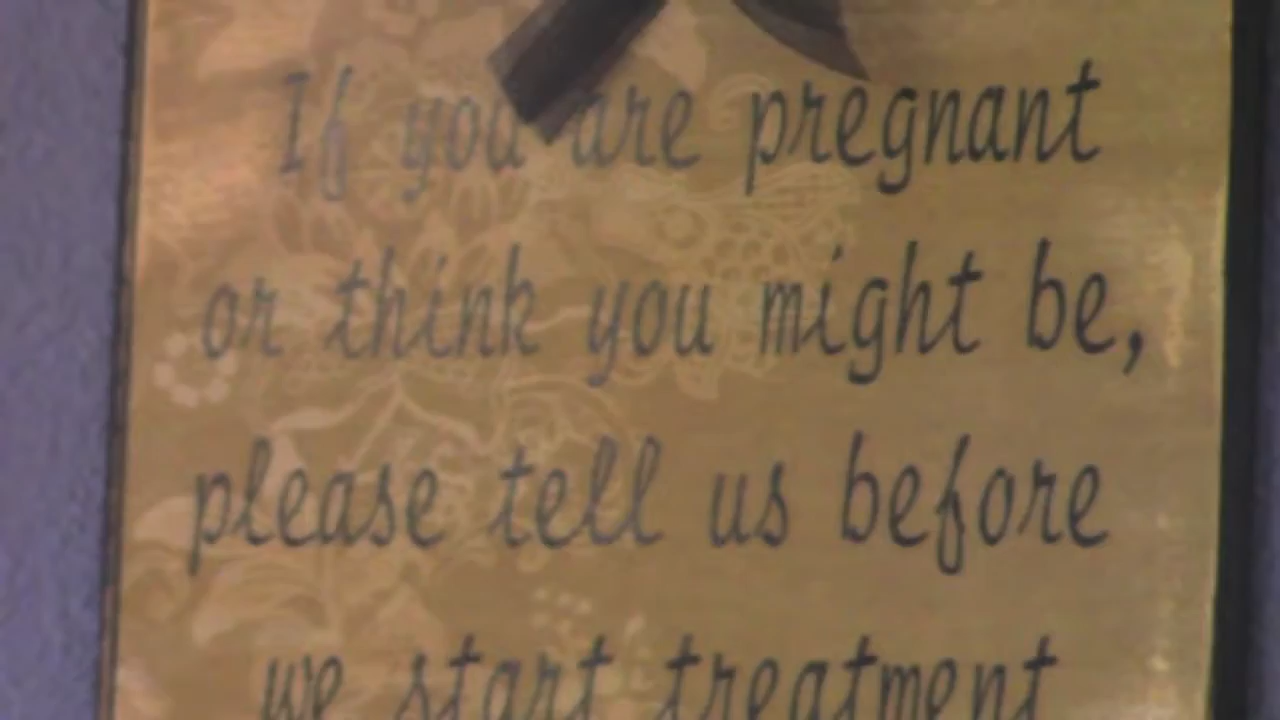 If you are pregnant
or think you might be,
please tell us before
we start treatment